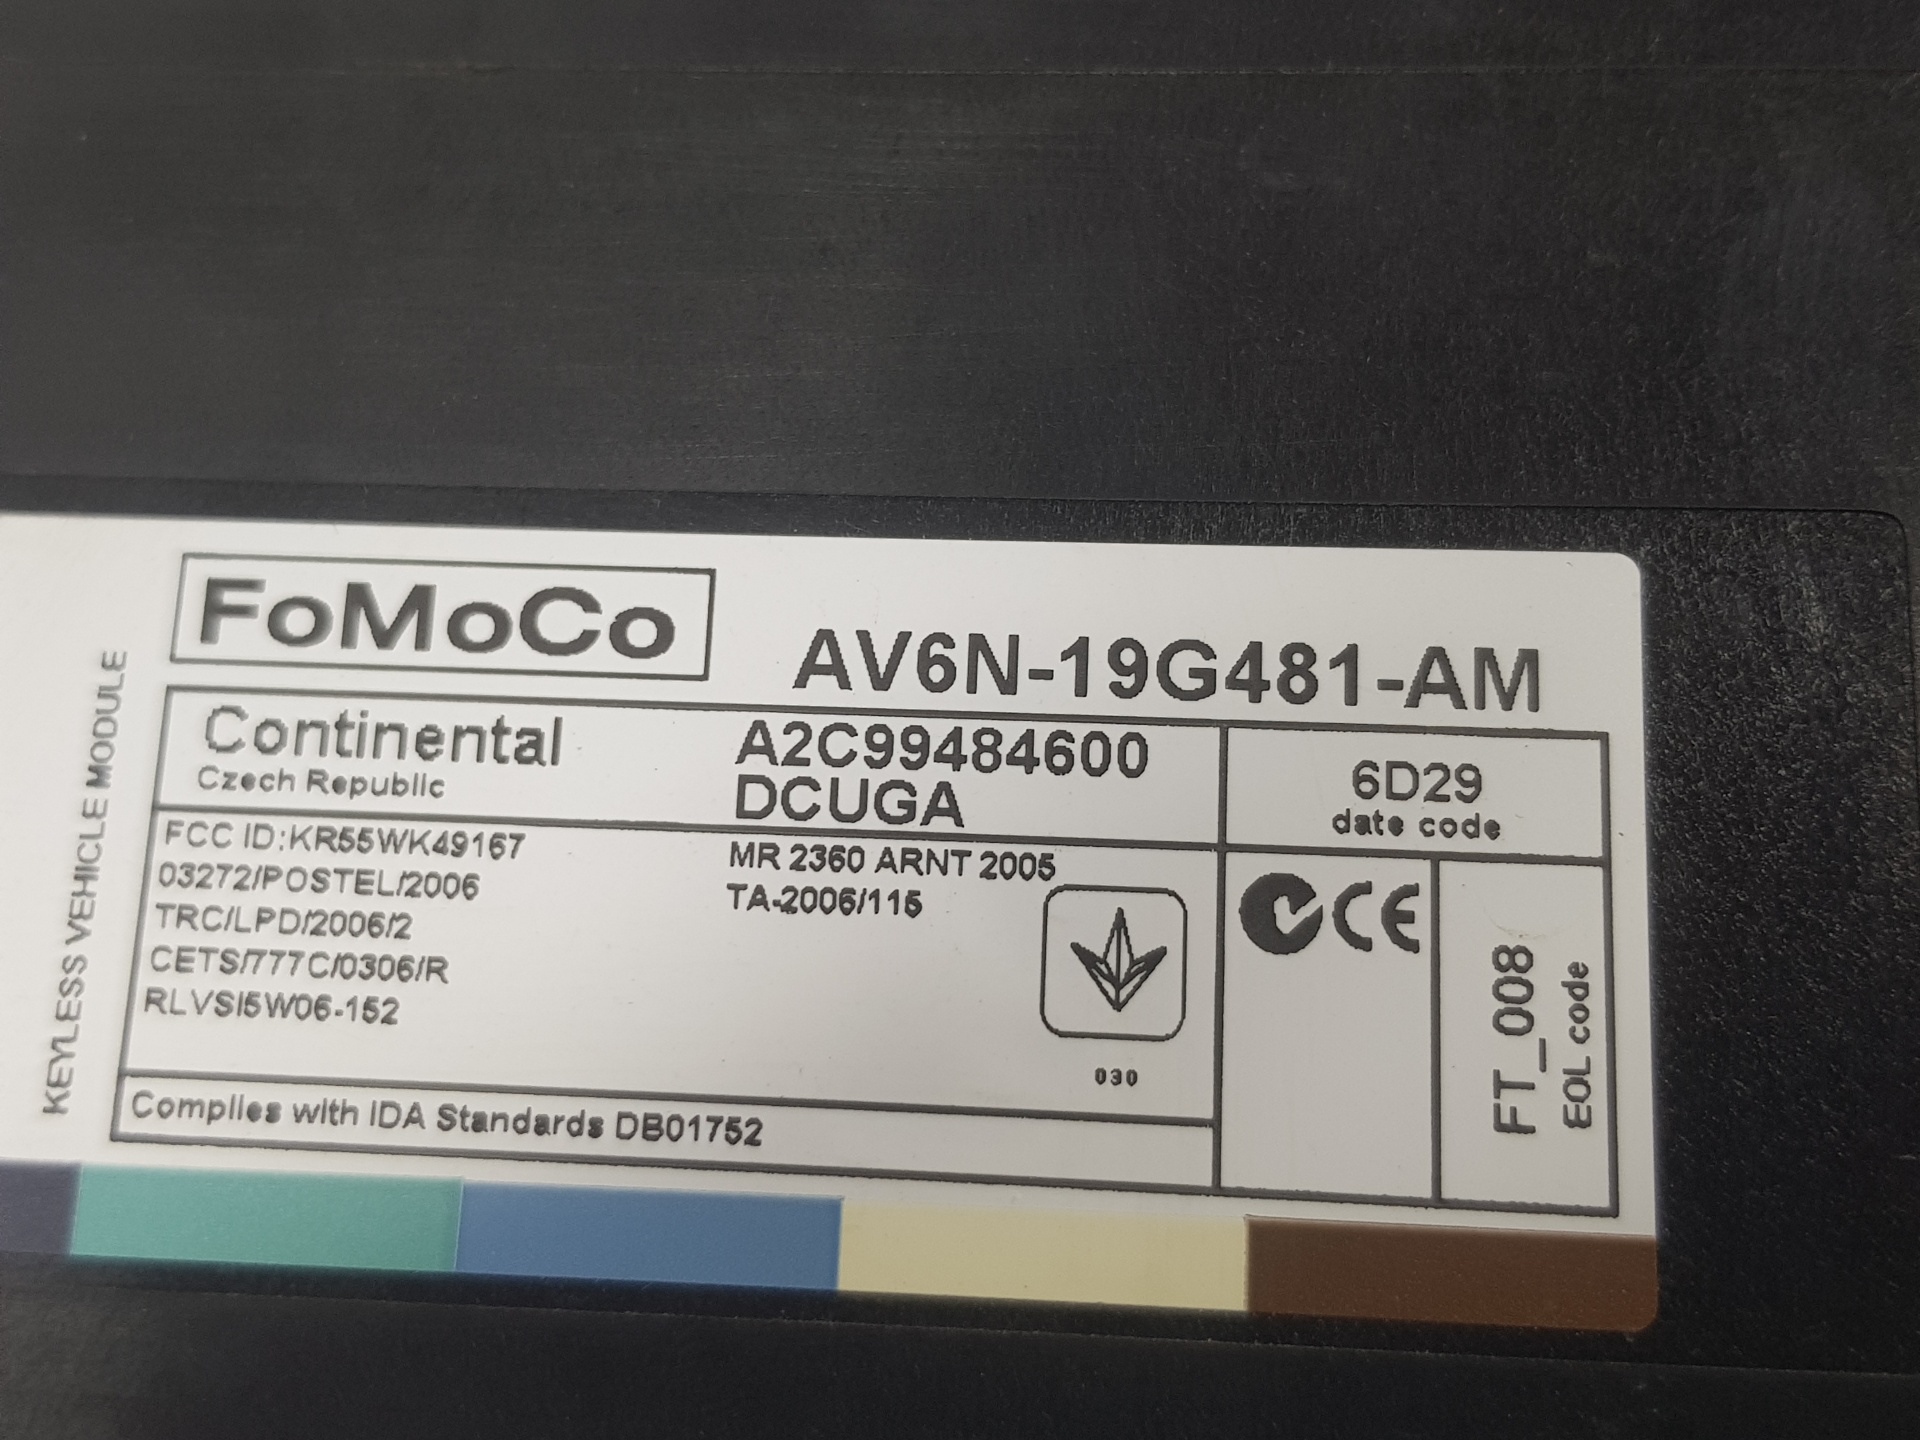 FoMoCo
AV6N-19G481-AM
KEYLESS VEHICLE MODULE
Continental
Czech Republic
A2C99484600
DCUGA
6D29
date code
FCC ID:KR55WK49167
03272/POSTEL/2006
TRC/LPD/2006/2
CETS/777C/0306/R
RLVSI5W06-152
MR 2360 ARNT 2005
TA-2006/115
030
CE
FT_008
EOL code
Complies with IDA Standards DB01752